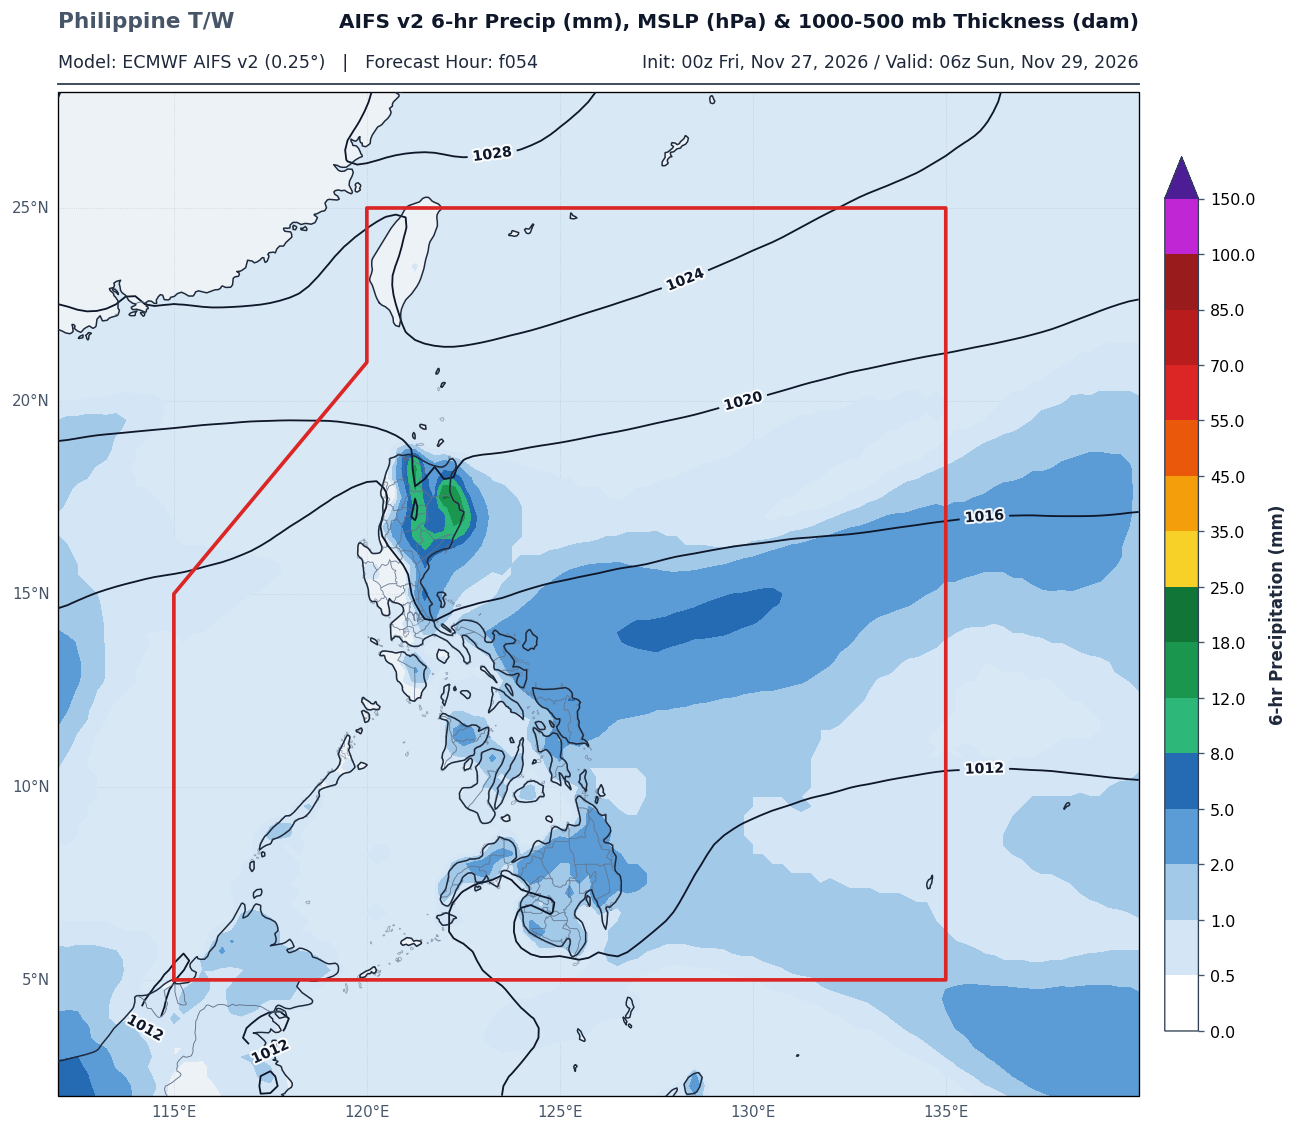 Philippine T/W
AIFS v2 6-hr Precip (mm), MSLP (hPa) & 1000-500 mb Thickness (dam)
Model: ECMWF AIFS v2 (0.25°)   |   Forecast Hour: f054
Init: 00z Fri, Nov 27, 2026 / Valid: 06z Sun, Nov 29, 2026
1028
1024
1020
1016
1012
1012
1012
25°N
20°N
15°N
10°N
5°N
115°E
120°E
125°E
130°E
135°E
150.0
100.0
85.0
70.0
55.0
45.0
35.0
25.0
18.0
12.0
8.0
5.0
2.0
1.0
0.5
0.0
6-hr Precipitation (mm)